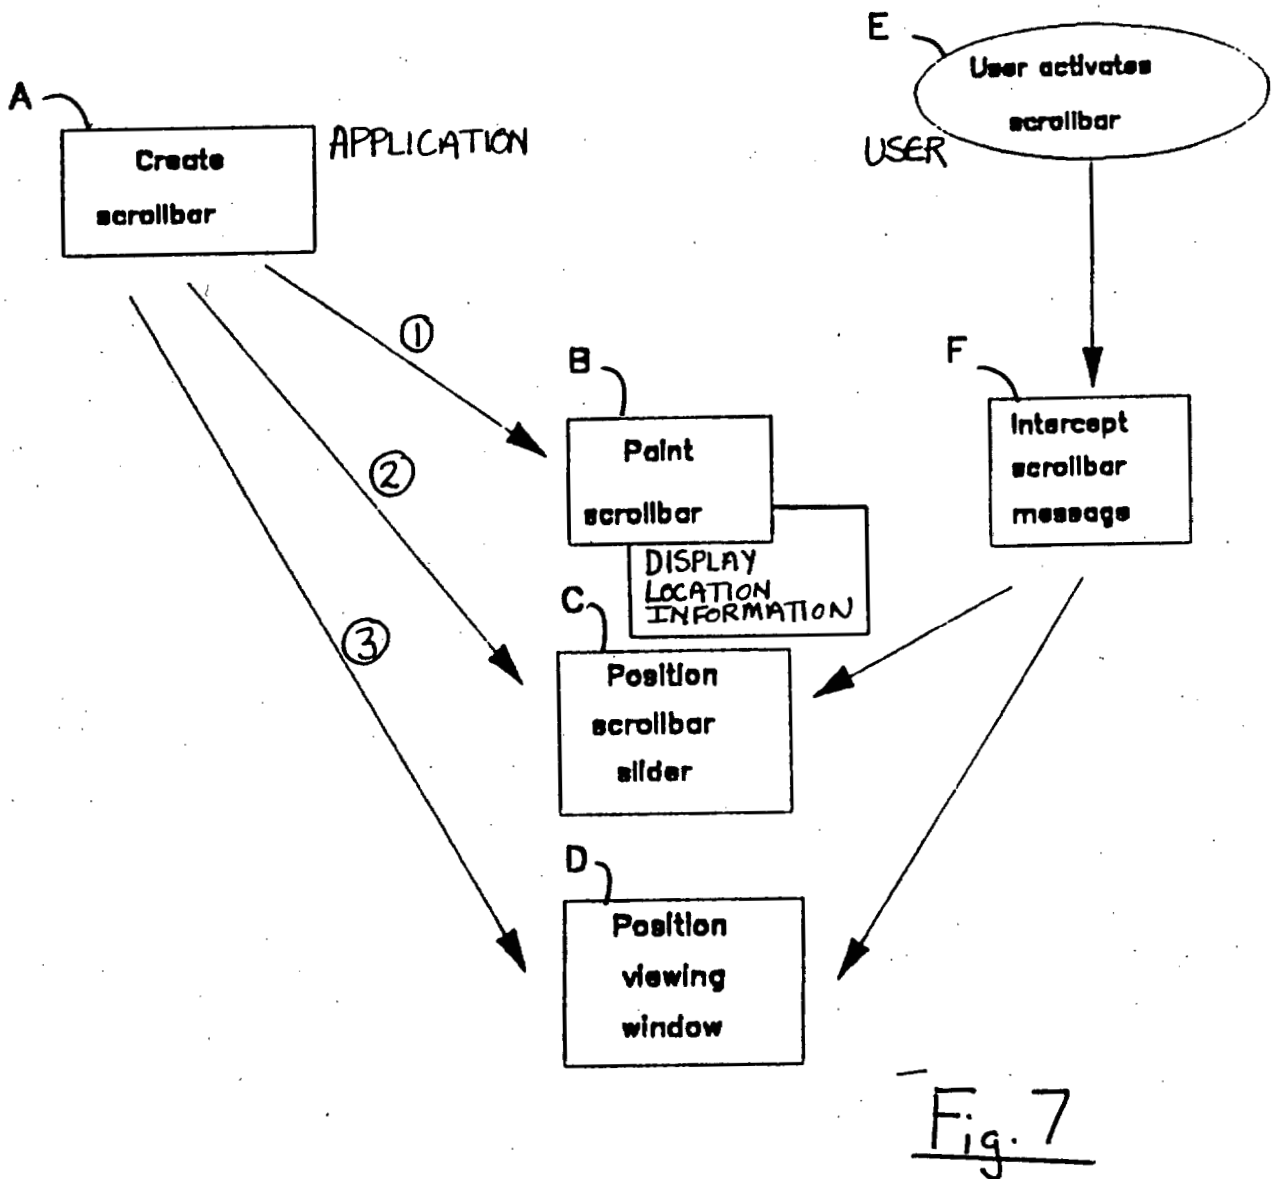 E
User activates
scrollbar
USER
A
Create
scrollbar
APPLICATION
1
2
3
B
Paint
scrollbar
DISPLAY
LOCATION
INFORMATION
F
Intercept
scrollbar
message
C
Position
scrollbar
slider
D
Position
viewing
window
Fig. 7